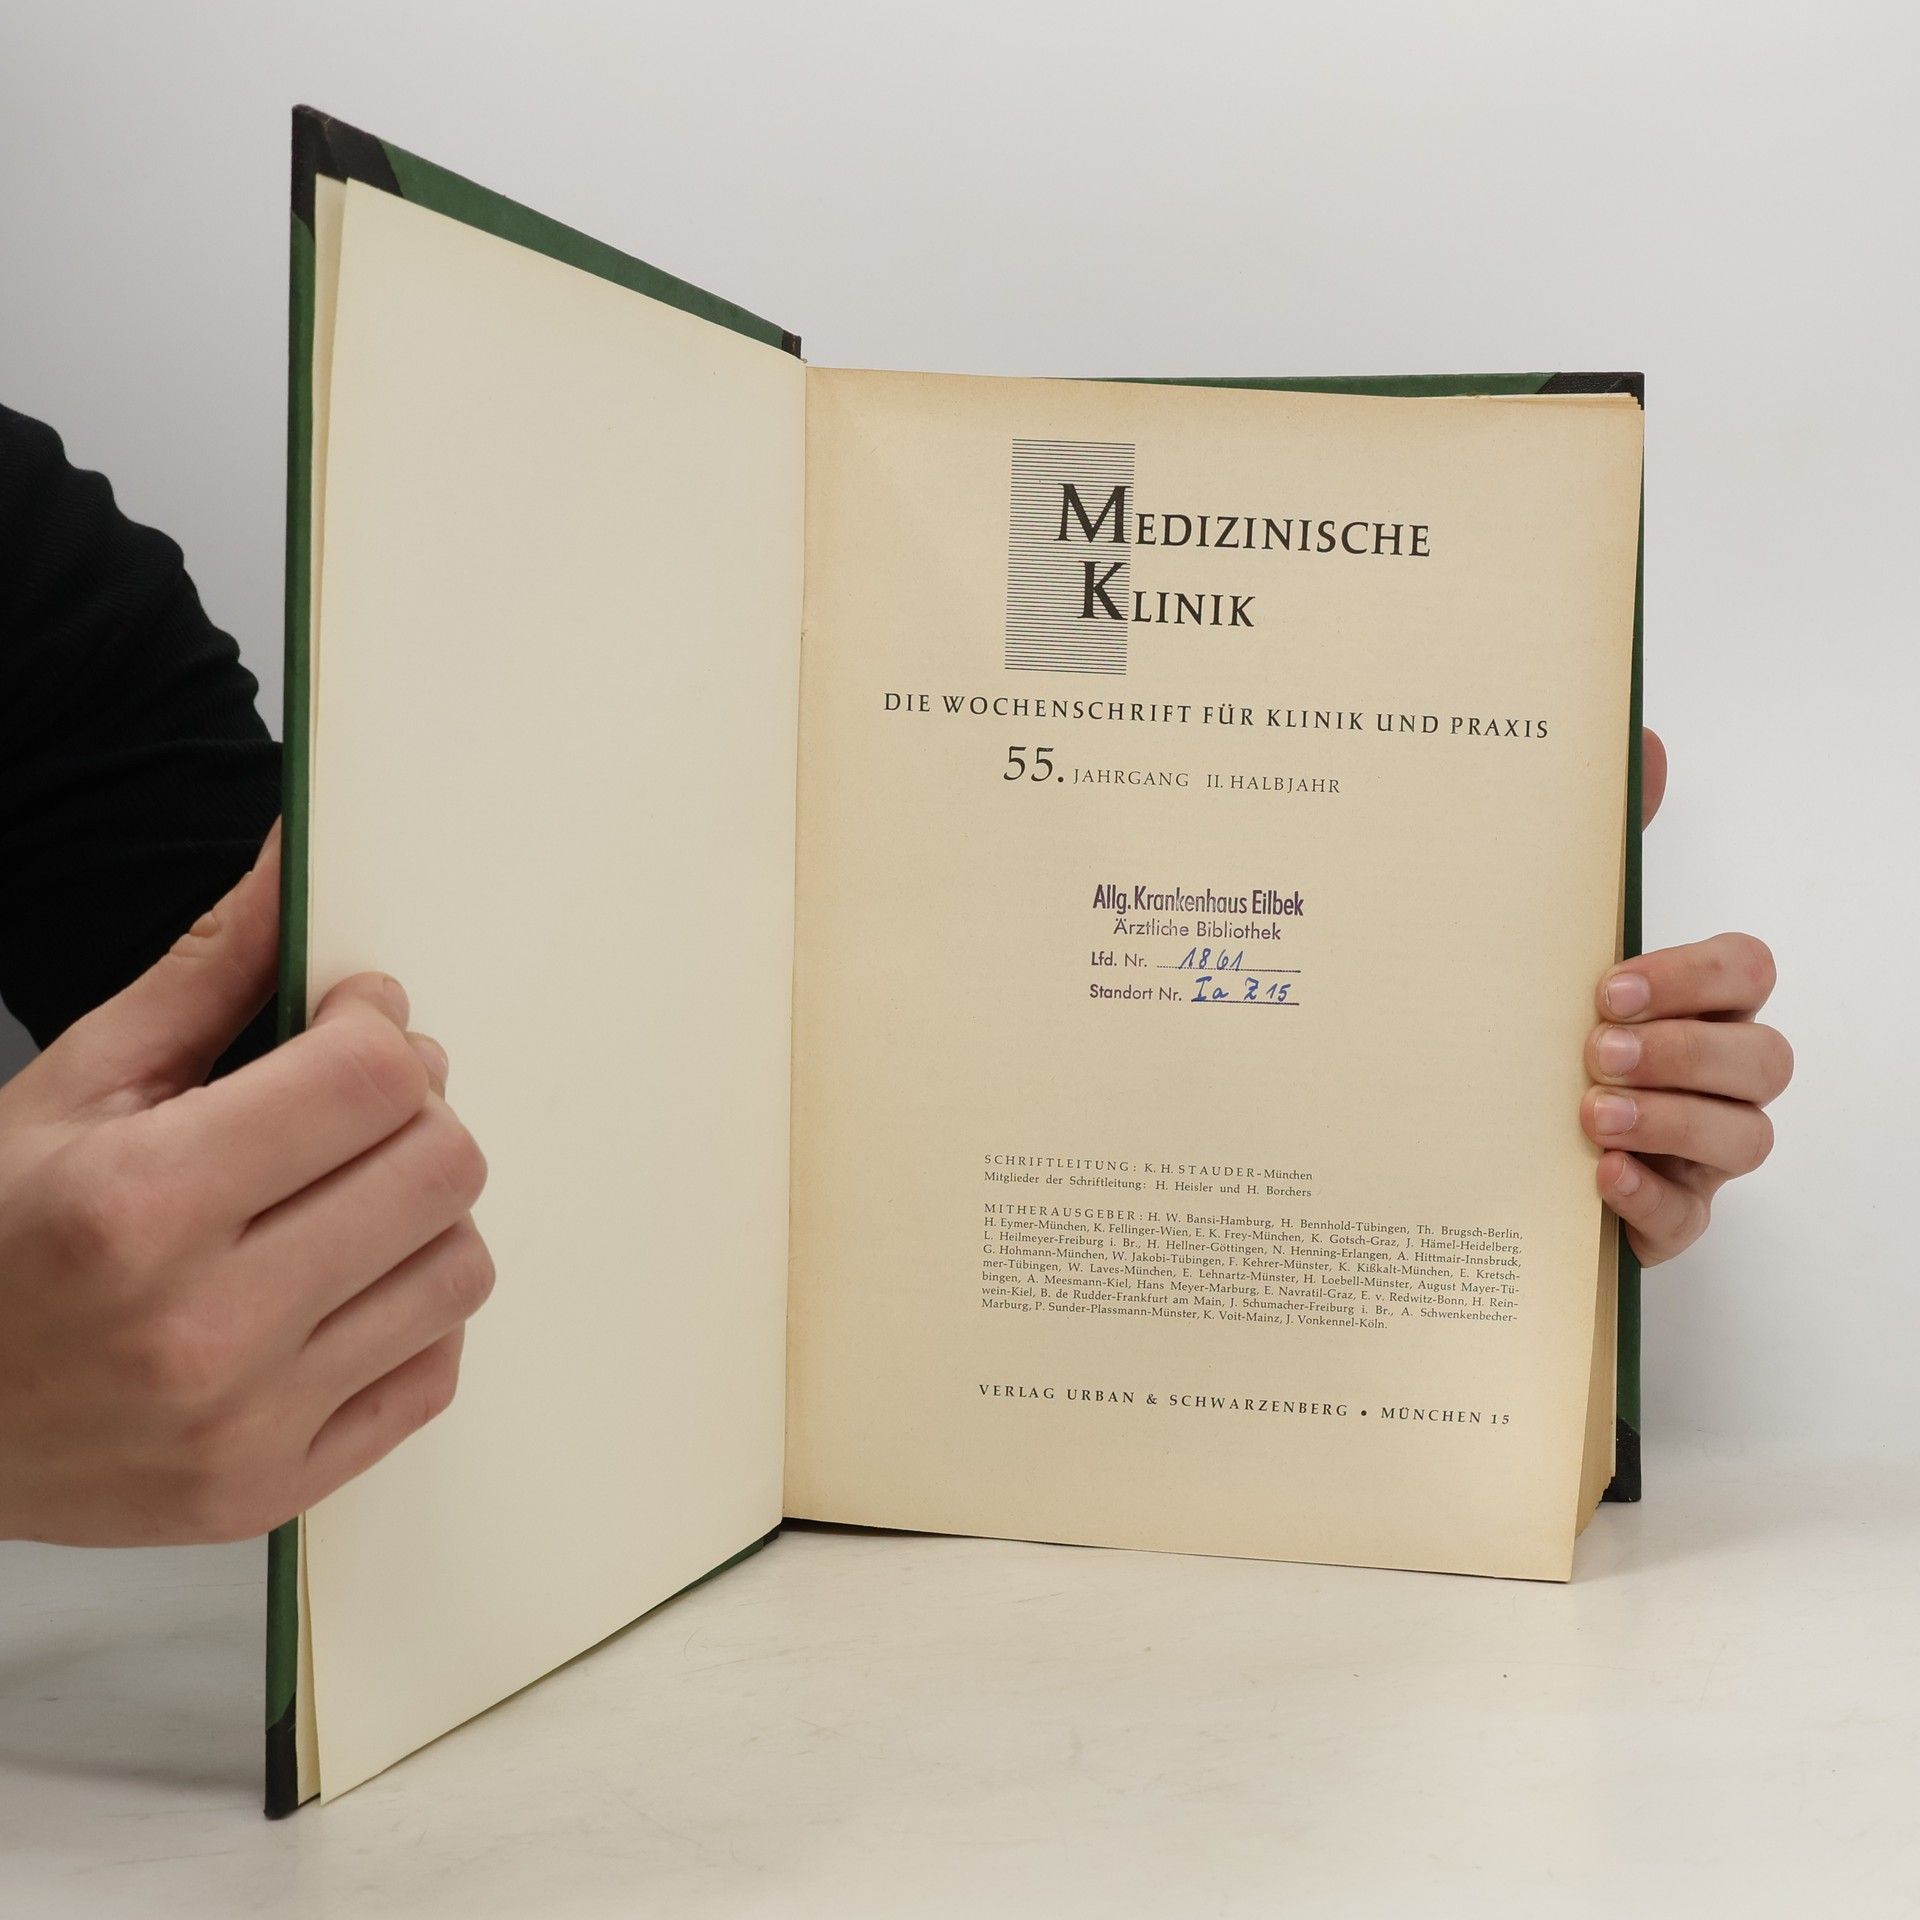 MEDIZINISCHE
KLINIK
DIE WOCHENSCHRIFT FÜR KLINIK UND PRAXIS
55. JAHRGANG II. HALBJAHR
Allg. Krankenhaus Eilbek
Ärztliche Bibliothek
Lfd. Nr. 1861
Standort Nr. Ia Z 15
SCHRIFTLEITUNG: K. H. STAUDER-München
Mitglieder der Schriftleitung: H. Heisler und H. Borchers
MITHERAUSGEBER: H. W. Bansi-Hamburg, H. Bennhold-Tübingen, Th. Brugsch-Berlin,
H. Eymer-München, K. Fellinger-Wien, E. K. Frey-München, K. Gotsch-Graz, J. Hämel-Heidelberg,
L. Heilmeyer-Freiburg i. Br., H. Hellner-Göttingen, N. Henning-Erlangen, A. Hittmair-Innsbruck,
G. Hohmann-München, W. Jakobi-Tübingen, F. Kehrer-Münster, K. Kißkalt-München, E. Kretsch-
mer-Tübingen, W. Laves-München, E. Lehnartz-Münster, H. Loebell-Münster, August Mayer-Tü-
bingen, A. Meesmann-Kiel, Hans Meyer-Marburg, E. Navratil-Graz, E. v. Redwitz-Bonn, H. Rein-
wein-Kiel, B. de Rudder-Frankfurt am Main, J. Schumacher-Freiburg i. Br., A. Schwenkenbecher-
Marburg, P. Sunder-Plassmann-Münster, K. Voit-Mainz, J. Vonkennel-Köln.
VERLAG URBAN & SCHWARZENBERG • MÜNCHEN 15